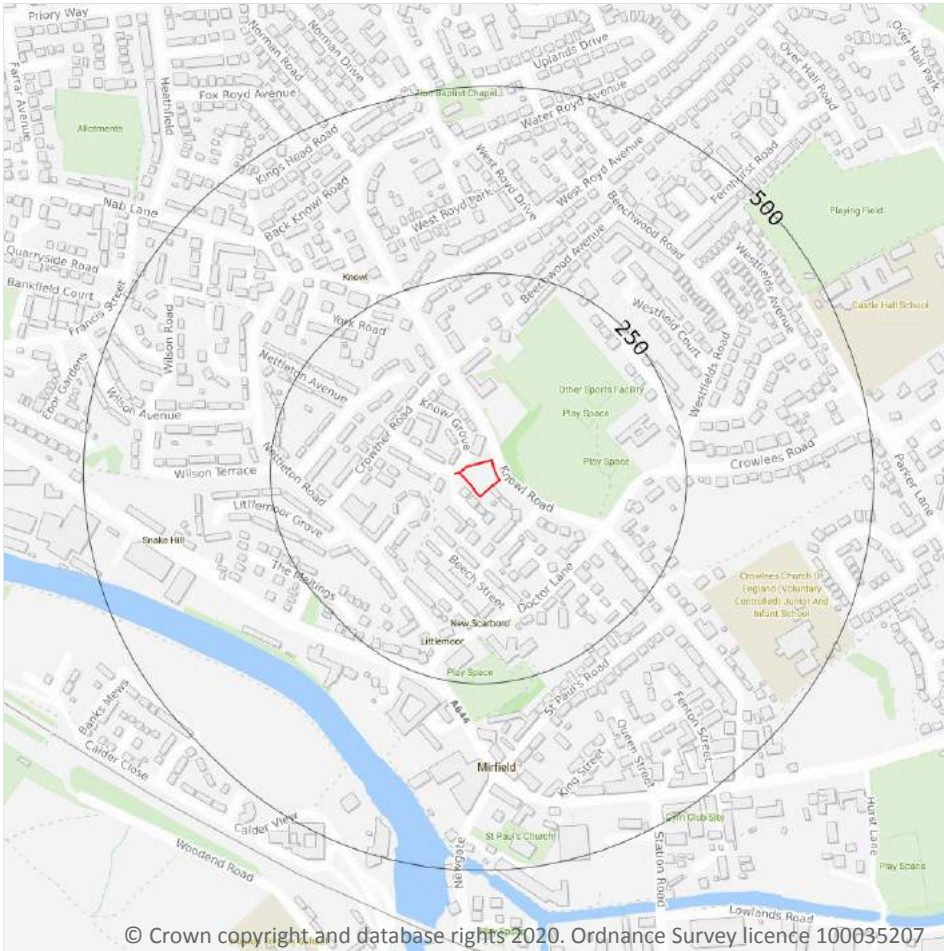 Priory Way
Norman Road
Norman Drive
Uplands Drive
Over Hall Road
Over Hall Park
Farrar Avenue
Heathfield
Fox Royd Avenue
Baptist Chapel
Water Royd Avenue
Allotments
Kings Head Road
West Royd Drive
West Royd Avenue
Fernhurst Road
Nab Lane
Back Knowl Road
West Royd Park
Beechwood Road
500
Playing Field
Quarryside Road
Bankfield Court
Francis Street
Knowl
Beechwood Avenue
Westfields Avenue
Castle Hall School
Wilson Road
York Road
Westfield Court
250
Ebor Gardens
Nettleton Avenue
Other Sports Facility
Westfields Road
Wilson Avenue
Knowl Grove
Play Space
Crowther Road
Wilson Terrace
Nettleton Road
Knowl Road
Play Space
Crowlees Road
Parker Lane
Littlemoor Grove
Snake Hill
The Maltings
Beech Street
Doctor Lane
Crowlees Church Of
England (Voluntary
Controlled) Junior And
Infant School
New Scarboro
Littlemoor
Play Space
St Paul's Road
Banks Mews
A644
Fenton Street
Calder Close
Queen Street
Mirfield
King Street
Calder View
Gym Club Site
Hurst Lane
St Paul's Church
Station Road
Newgate
Woodend Road
Play Space
Lowlands Road
© Crown copyright and database rights 2020. Ordnance Survey licence 100035207